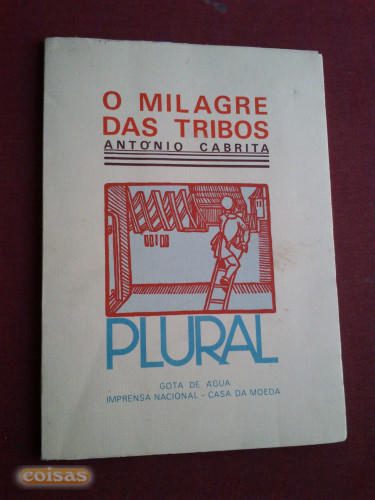 O MILAGRE
DAS TRIBOS
ANTÓNIO CABRITA
PLURAL
GOTA DE ÁGUA
IMPRENSA NACIONAL - CASA DA MOEDA
coisas